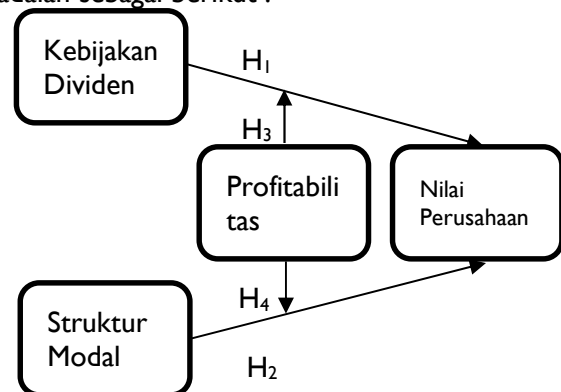 adalah sebagai berikut :
Kebijakan
Dividen
H₁
H₃
Profitabili
tas
Nilai
Perusahaan
H₄
Struktur
Modal
H₂